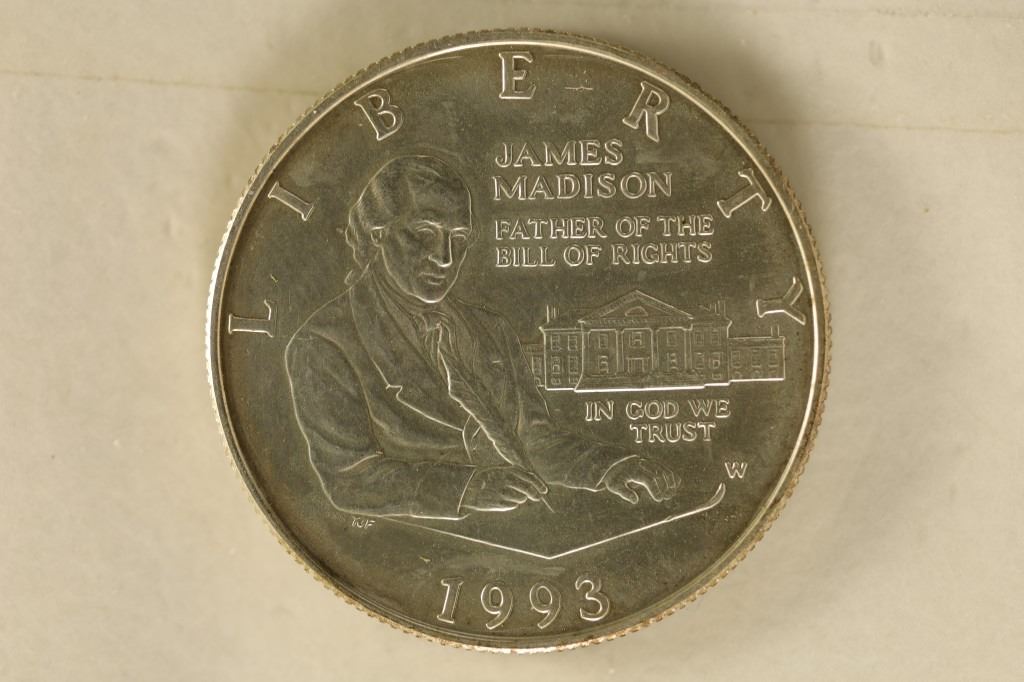 LIBERTY
JAMES
MADISON
FATHER OF THE
BILL OF RIGHTS
IN GOD WE
TRUST
W
1993